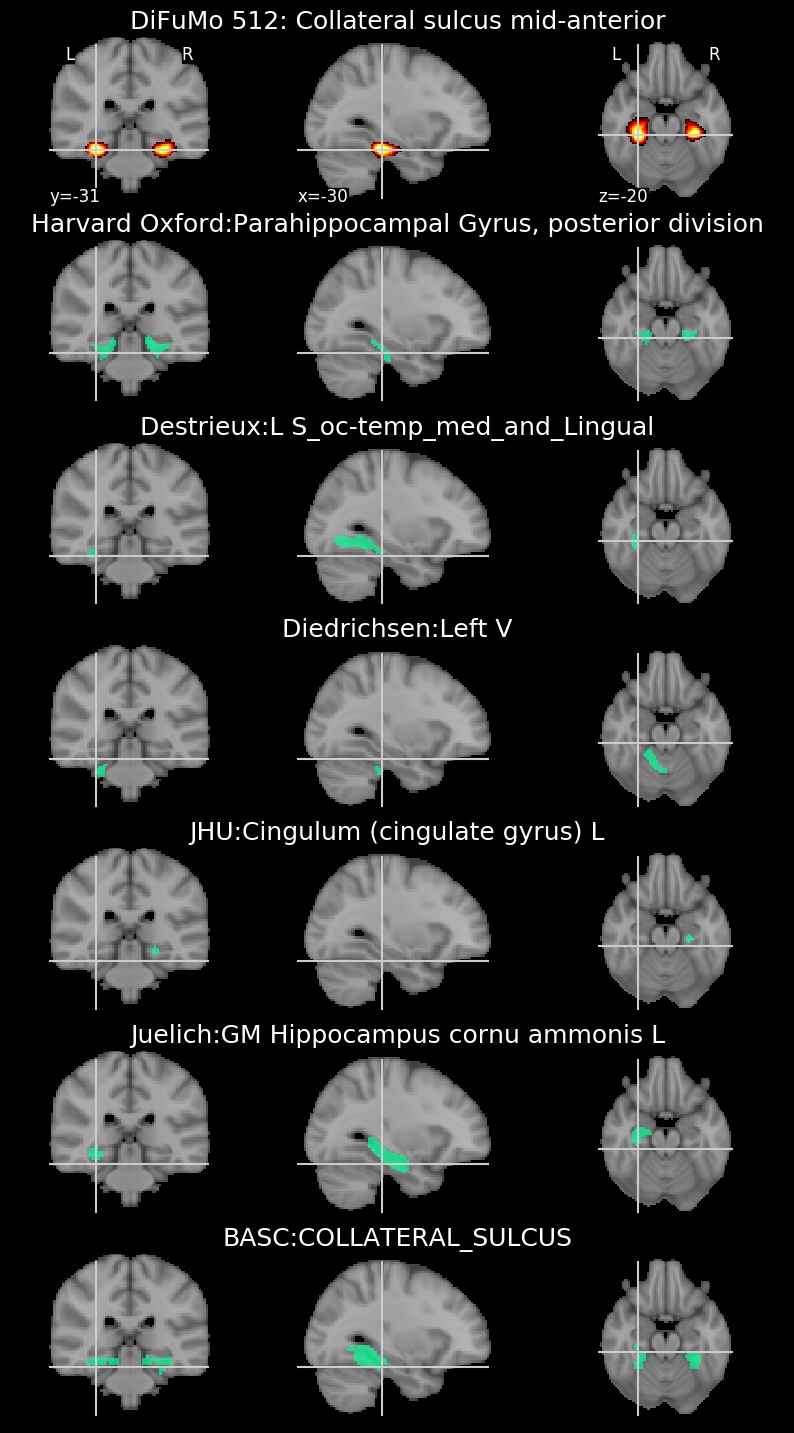 DiFuMo 512: Collateral sulcus mid-anterior
L R L R
y=-31 x=-30 z=-20
Harvard Oxford:Parahippocampal Gyrus, posterior division
Destrieux:L S_oc-temp_med_and_Lingual
Diedrichsen:Left V
JHU:Cingulum (cingulate gyrus) L
Juelich:GM Hippocampus cornu ammonis L
BASC:COLLATERAL_SULCUS